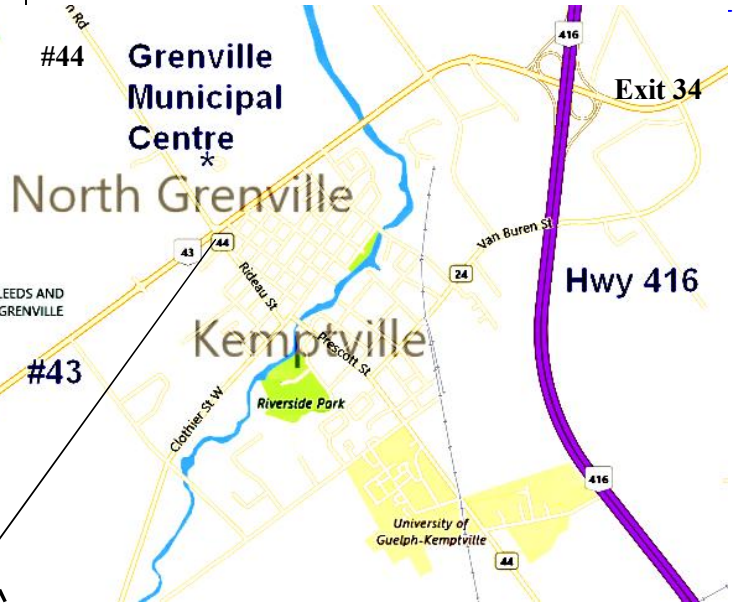 n Rd
#44
Grenville
Municipal
Centre
*
416
Exit 34
North Grenville
43
44
Van Buren St
24
Rideau St
Hwy 416
LEEDS AND
GRENVILLE
Kemptville
Prescott St
#43
Riverside Park
Clothier St W
416
University of
Guelph-Kemptville
44